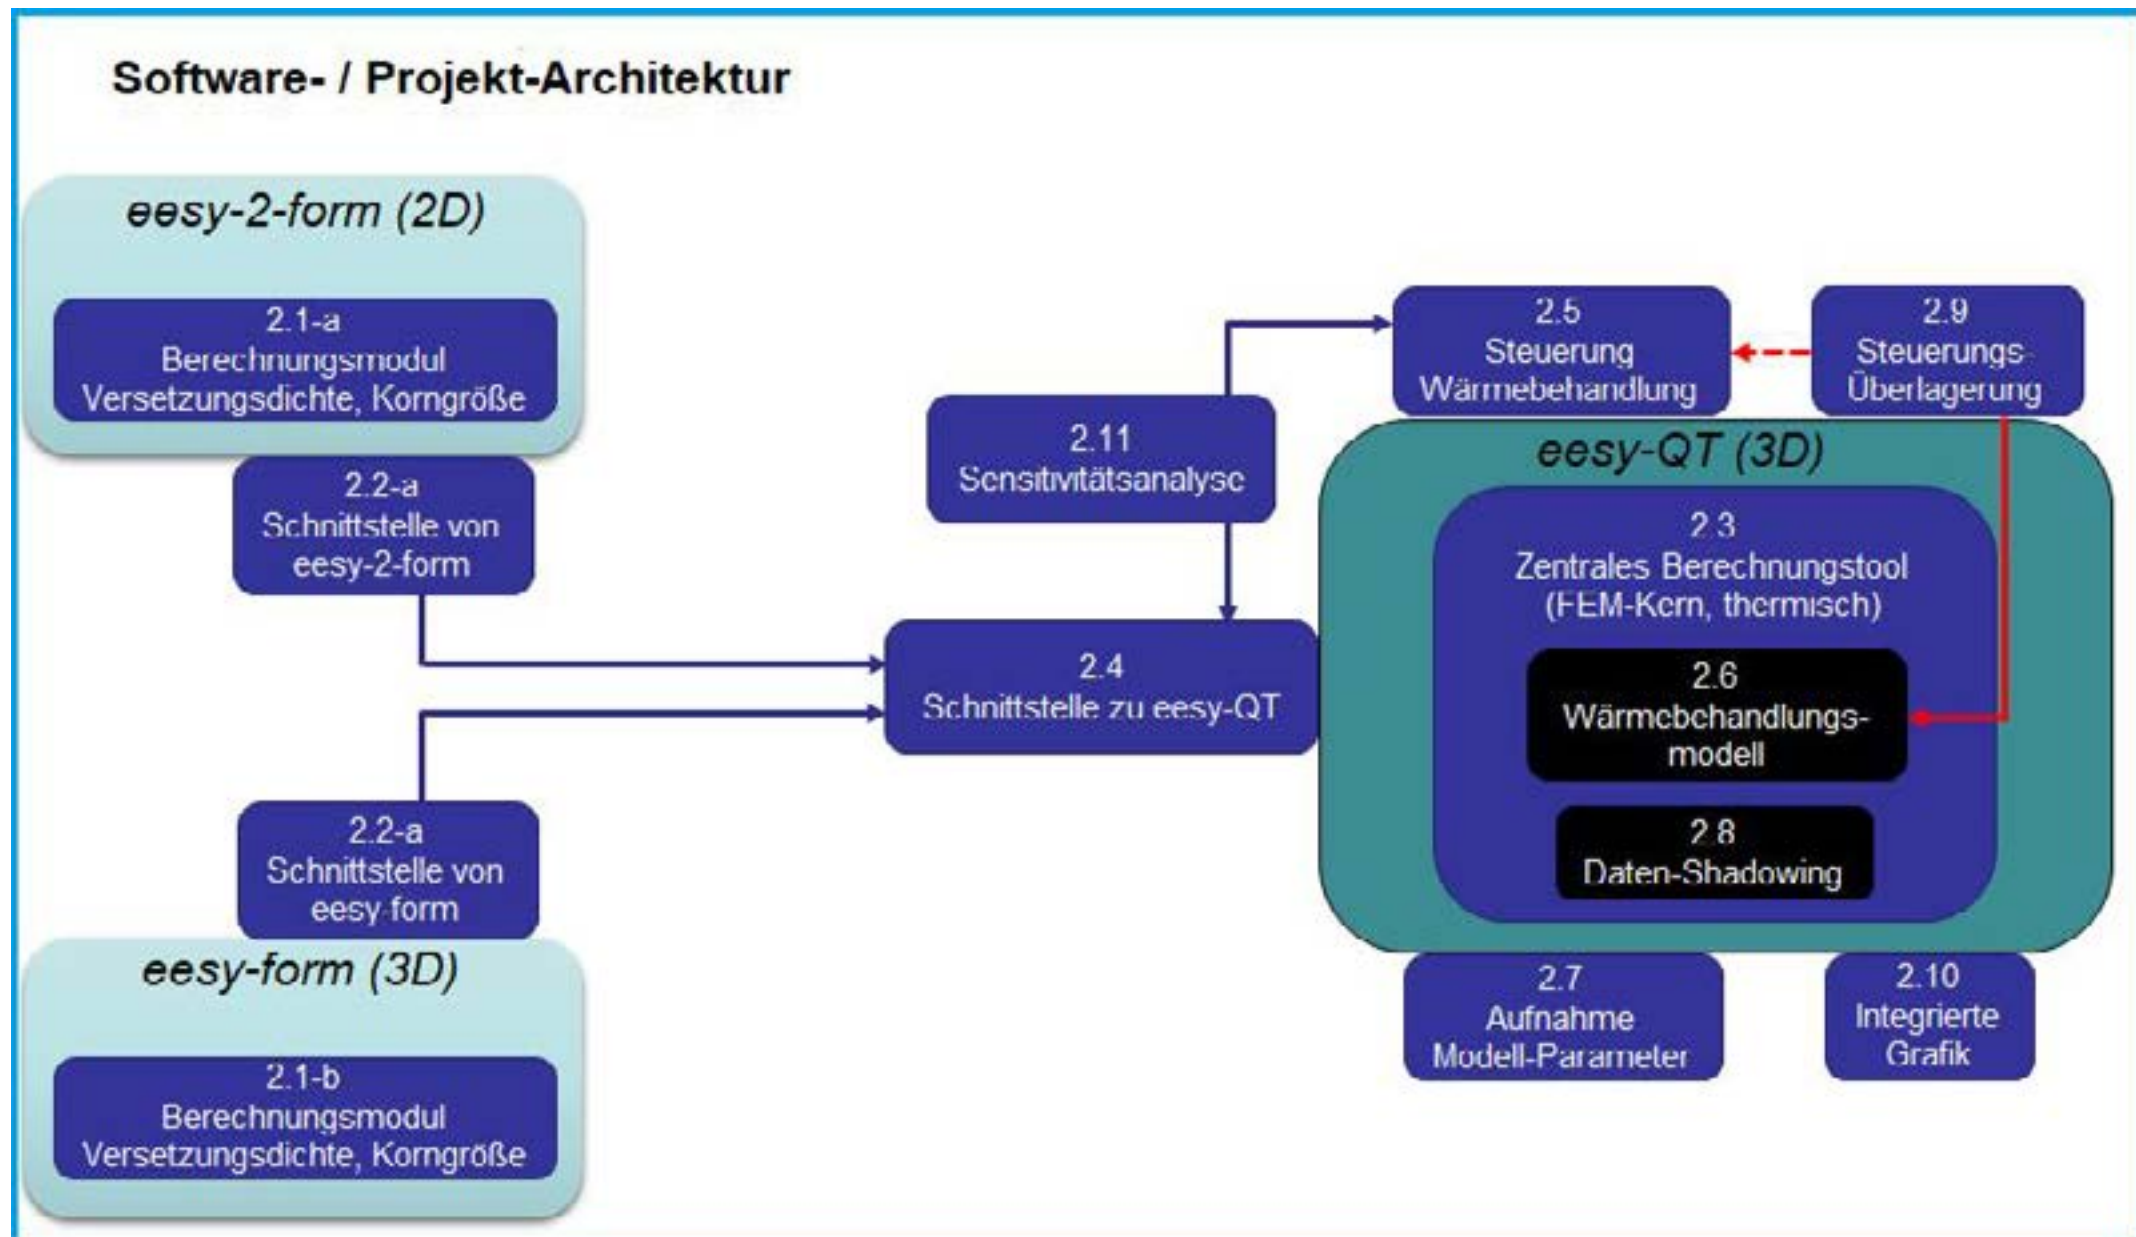 Software- / Projekt-Architektur
eesy-2-form (2D)
2.1-a
Berechnungsmodul
Versetzungsdichte, Korngröße
2.2-a
Schnittstelle von
eesy-2-form
2.11
Sensitivitätsanalyse
2.5
Steuerung
Wärmebehandlung
2.9
Steuerungs-
Überlagerung
eesy-QT (3D)
2.3
Zentrales Berechnungstool
(FEM-Kern, thermisch)
2.4
Schnittstelle zu eesy-QT
2.6
Wärmebehandlungs-
modell
2.8
Daten-Shadowing
2.2-a
Schnittstelle von
eesy-form
eesy-form (3D)
2.1-b
Berechnungsmodul
Versetzungsdichte, Korngröße
2.7
Aufnahme
Modell-Parameter
2.10
Integrierte
Grafik